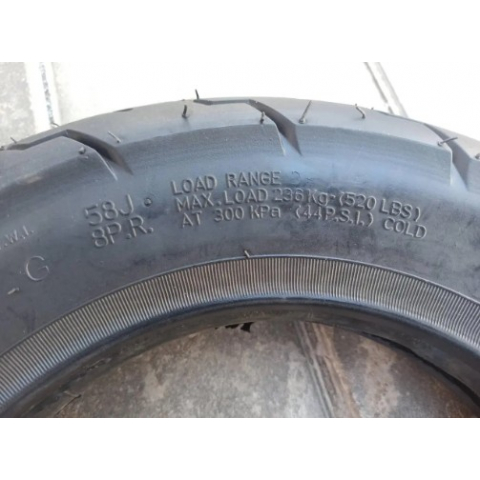 58J
8P.R.
LOAD RANGE
MAX. LOAD 236 Kg (520 LBS)
AT 300 KPa (44 P.S.I.) COLD
- G